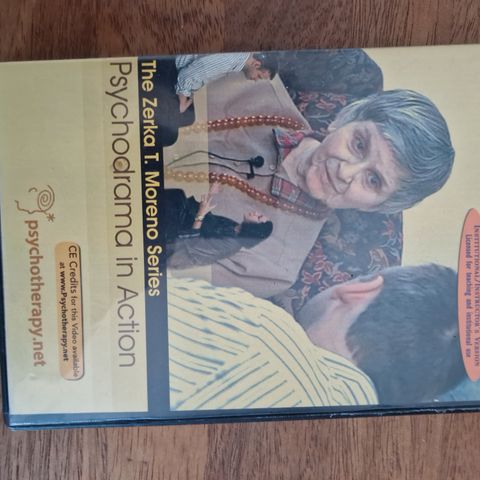 INSTITUTIONAL/INSTRUCTOR'S VERSION
Licensed for teaching and institutional use
The Zerka T. Moreno Series
Psychodrama in Action
psychotherapy.net
CE Credits for this Video available
at www.Psychotherapy.net